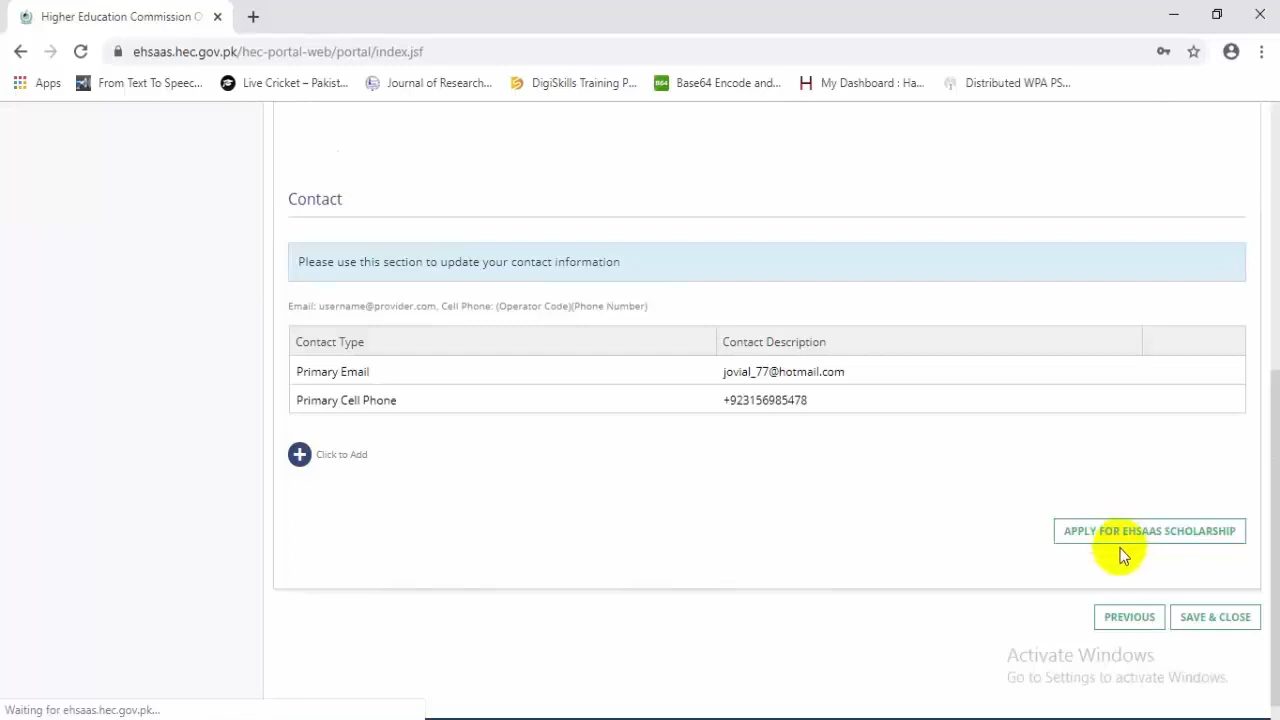 Higher Education Commission O
ehsaas.hec.gov.pk/hec-portal-web/portal/index.jsf
Apps From Text To Speec... Live Cricket – Pakist... Journal of Research... DigiSkills Training P... B64 Base64 Encode and... H My Dashboard : Ha... Distributed WPA PS...
Contact
Please use this section to update your contact information
Email: username@provider.com, Cell Phone: (Operator Code)(Phone Number)
Contact Type Contact Description
Primary Email jovial_77@hotmail.com
Primary Cell Phone +923156985478
Click to Add
APPLY FOR EHSAAS SCHOLARSHIP
PREVIOUS SAVE & CLOSE
Activate Windows
Go to Settings to activate Windows.
Waiting for ehsaas.hec.gov.pk...